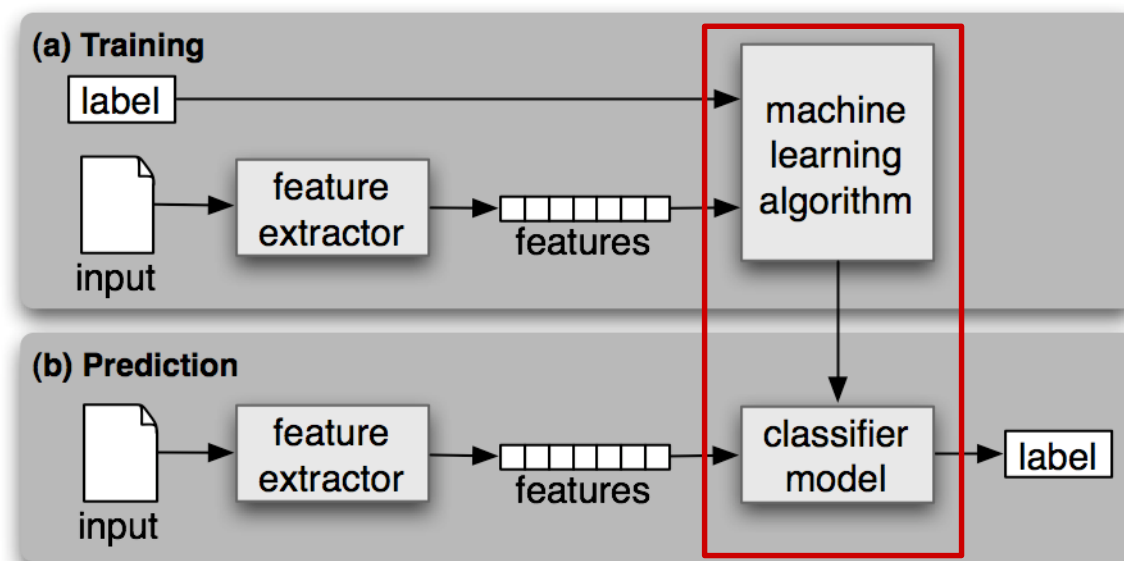 (a) Training
label
machine
learning
algorithm
feature
extractor
features
input
(b) Prediction
feature
extractor
features
classifier
model
label
input